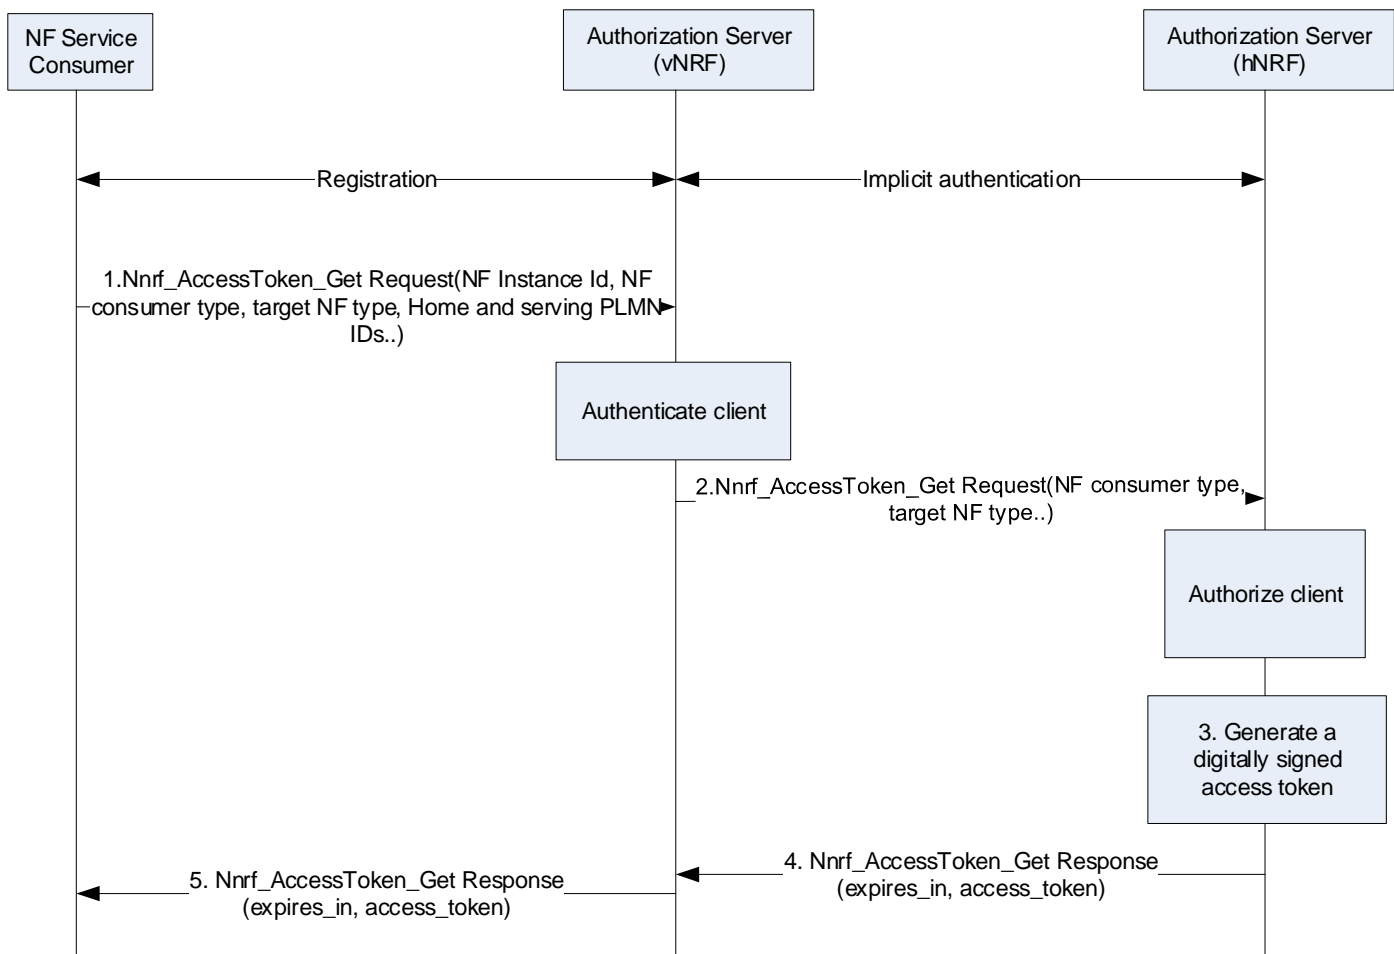 NF Service
Consumer
Authorization Server
(vNRF)
Authorization Server
(hNRF)
Registration
Implicit authentication
1.Nnrf_AccessToken_Get Request(NF Instance Id, NF
consumer type, target NF type, Home and serving PLMN
IDs..)
Authenticate client
2.Nnrf_AccessToken_Get Request(NF consumer type,
target NF type..)
Authorize client
3. Generate a
digitally signed
access token
4. Nnrf_AccessToken_Get Response
(expires_in, access_token)
5. Nnrf_AccessToken_Get Response
(expires_in, access_token)